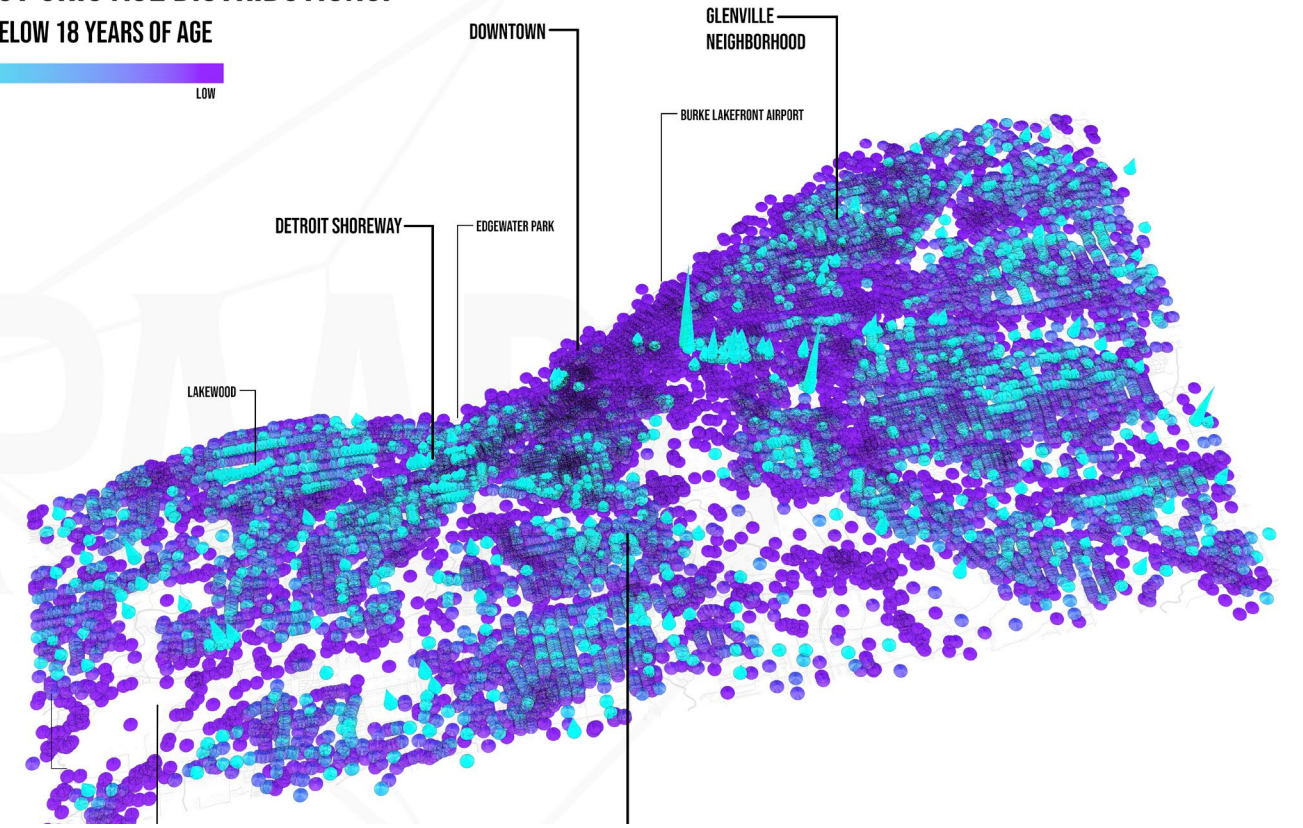 ELOW 18 YEARS OF AGE
LOW
DOWNTOWN
GLENVILLE
NEIGHBORHOOD
BURKE LAKEFRONT AIRPORT
DETROIT SHOREWAY
EDGEWATER PARK
LAKEWOOD